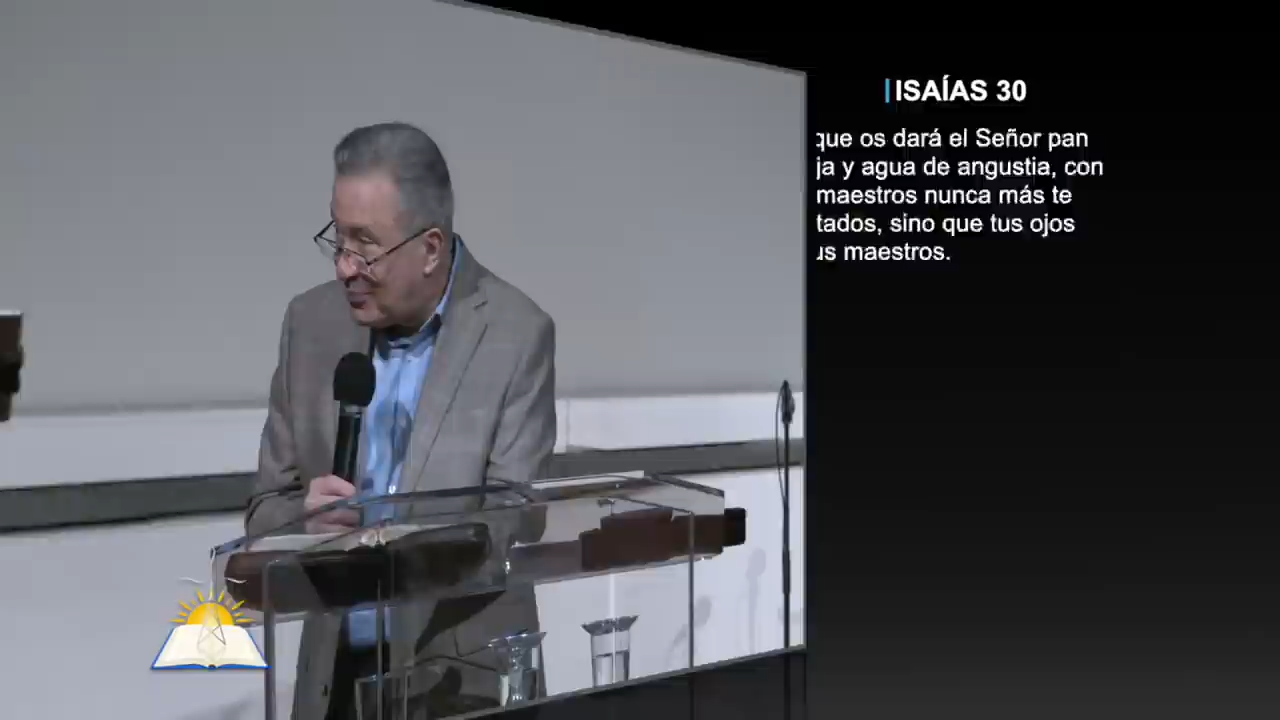 ISAÍAS 30
que os dará el Señor pan
ja y agua de angustia, con
maestros nunca más te
tados, sino que tus ojos
us maestros.